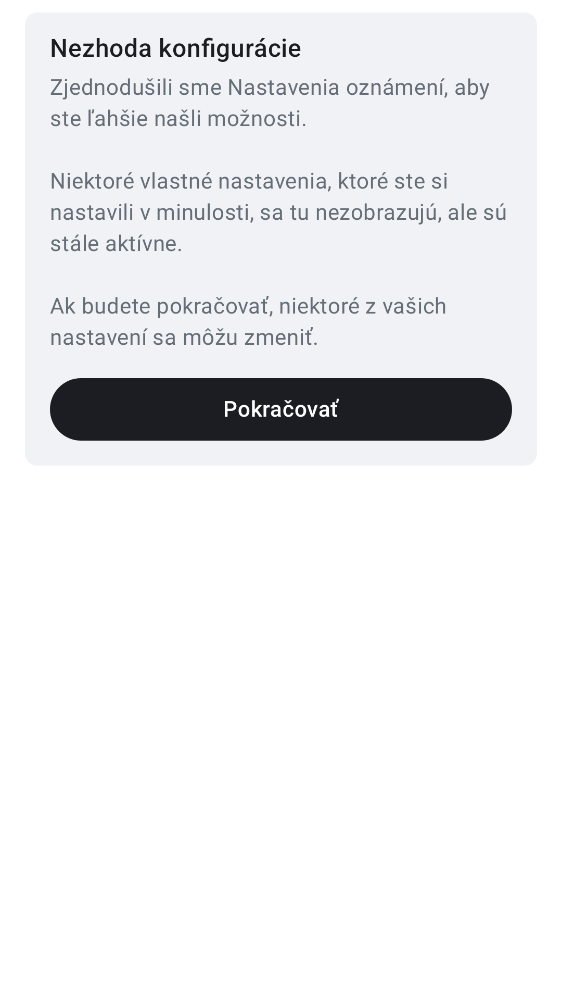 Nezhoda konfigurácie
Zjednodušili sme Nastavenia oznámení, aby
ste ľahšie našli možnosti.
Niektoré vlastné nastavenia, ktoré ste si
nastavili v minulosti, sa tu nezobrazujú, ale sú
stále aktívne.
Ak budete pokračovať, niektoré z vašich
nastavení sa môžu zmeniť.
Pokračovať